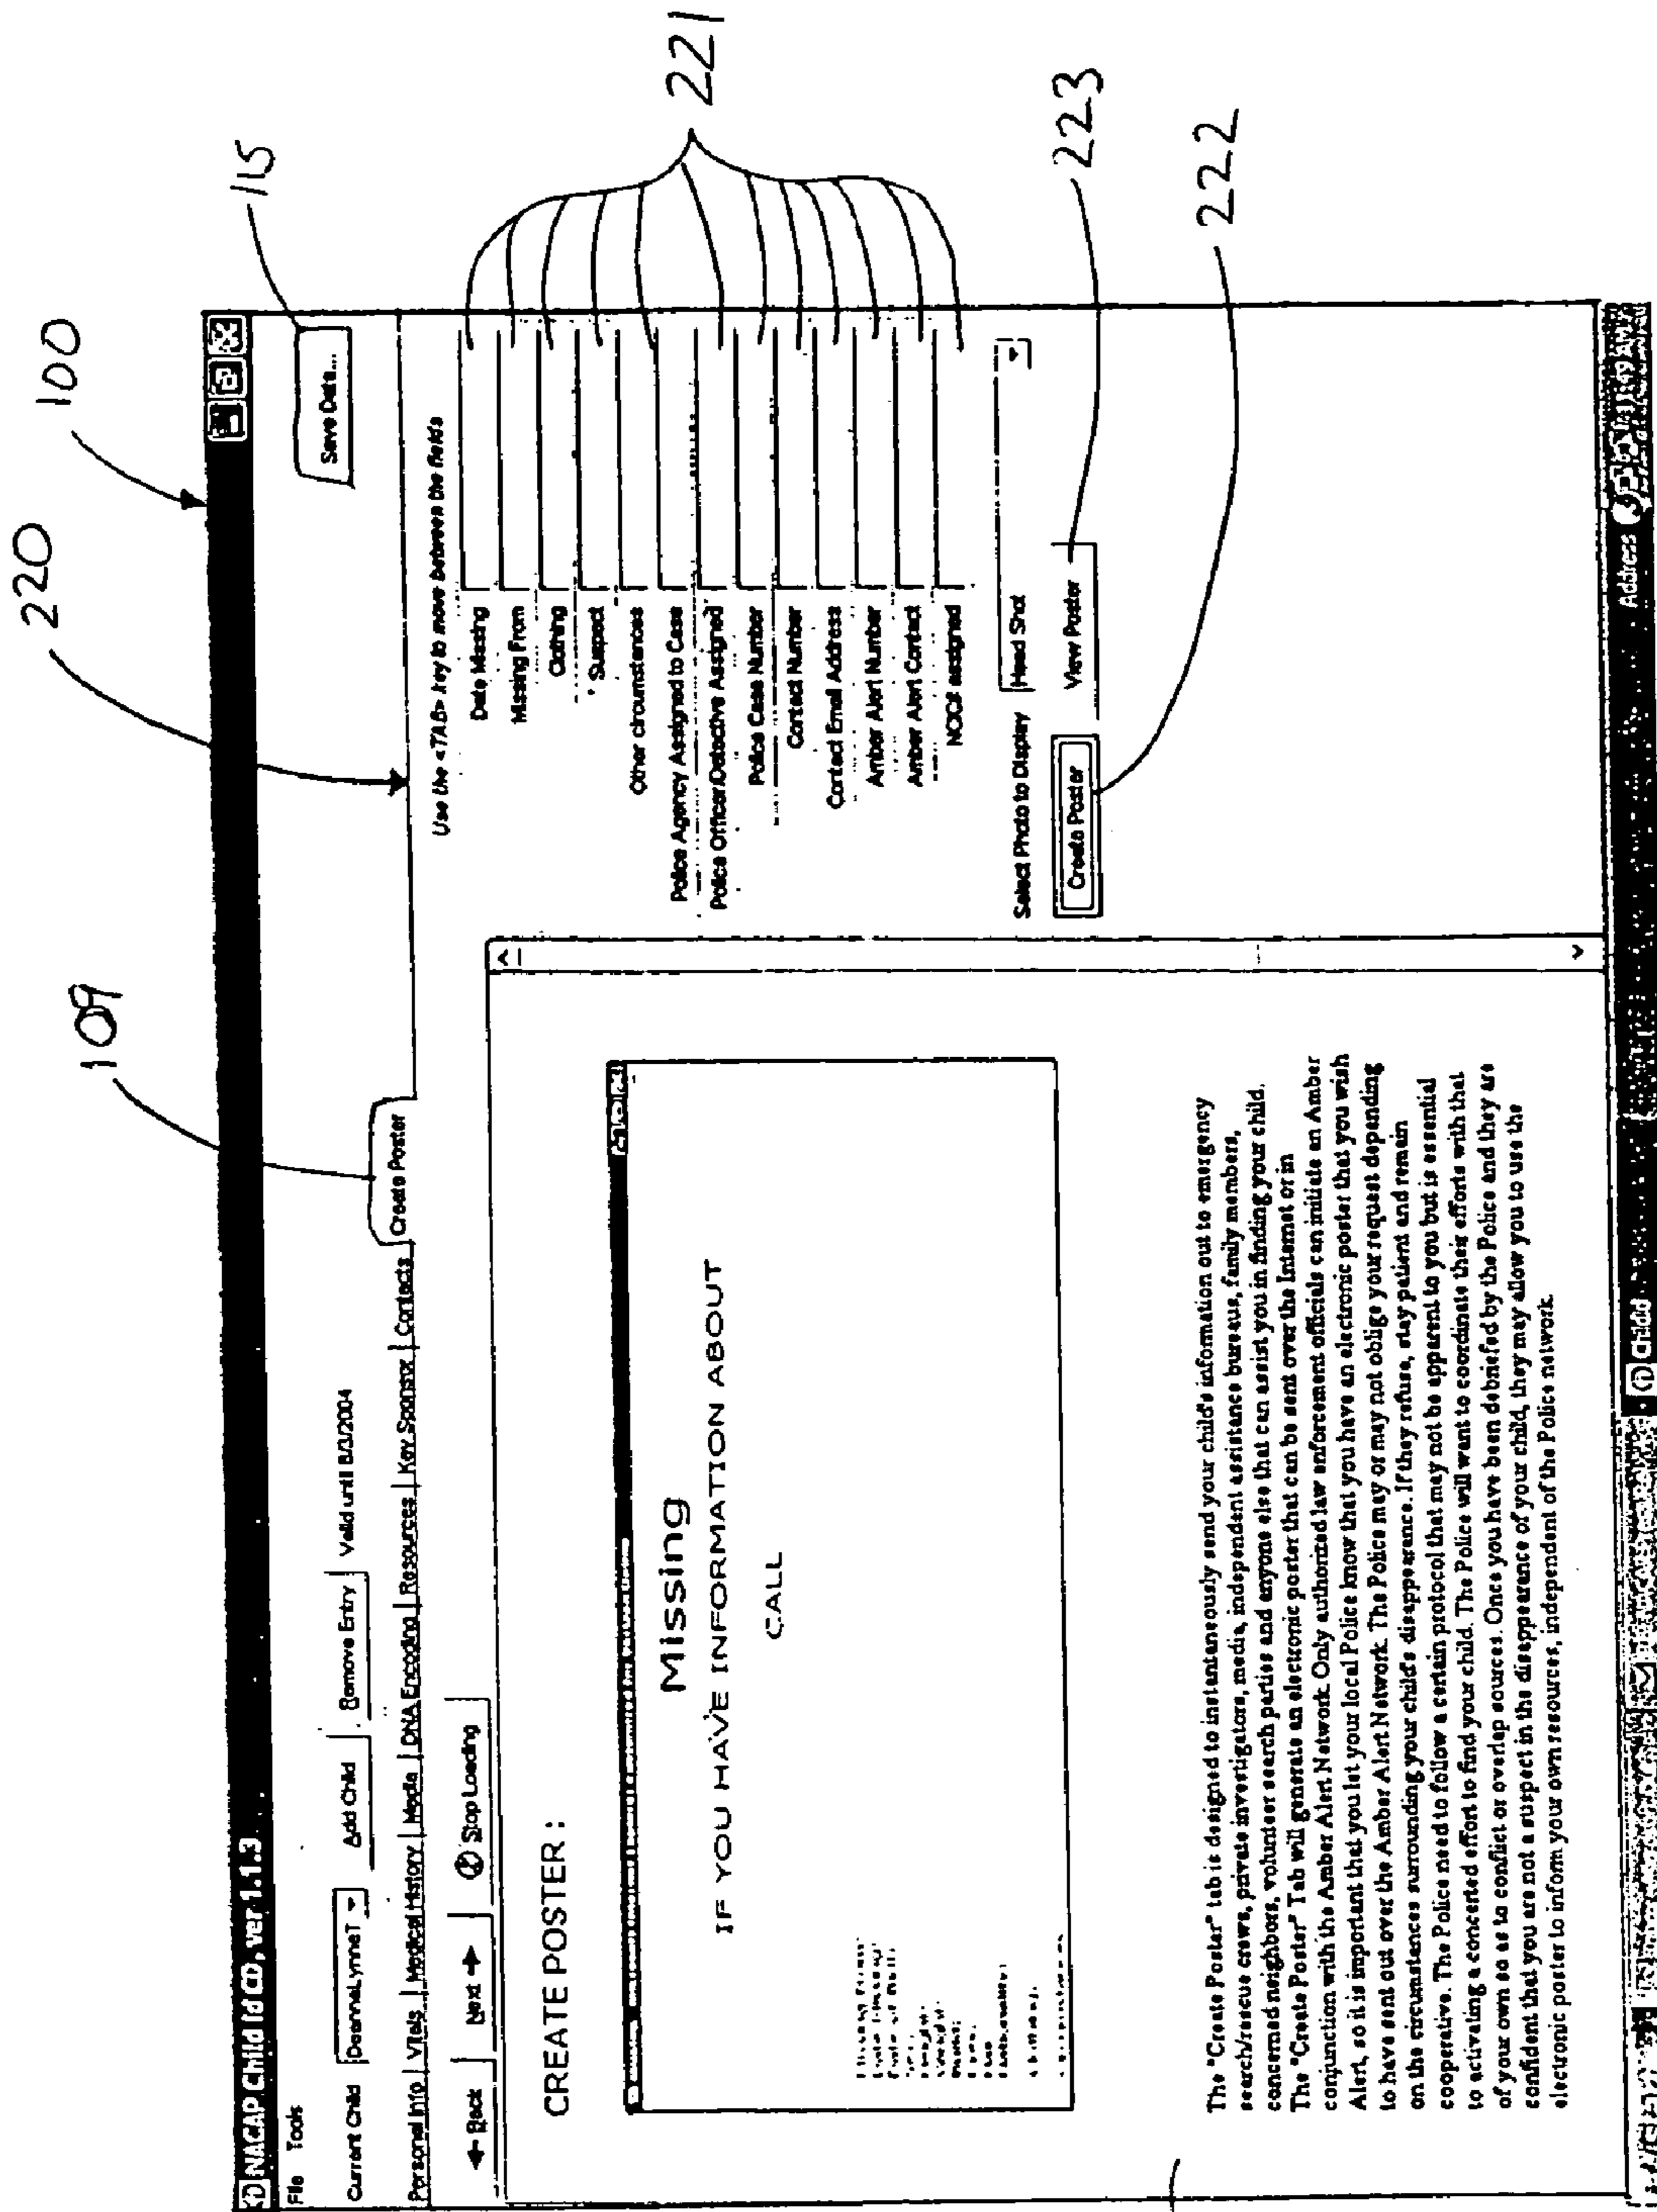 100
220
109
115
221
223
222
NACAP Child Id CD, ver 1.1.3
File Tools
Current Child DeannaLynneT Add Child Remove Entry Valid until 8/3/2004
Save Data...
Personal Info Vitals Medical History Media DNA Encoding Resources Key Sponsor Contacts Create Poster
Back Next Stop Loading
Use the <TAB> key to move between the fields
CREATE POSTER:
Missing
IF YOU HAVE INFORMATION ABOUT
CALL
The "Create Poster" tab is designed to instantaneously send your child's information out to emergency
search/rescue crews, private investigators, media, independent assistance bureaus, family members,
concerned neighbors, volunteer search parties and anyone else that can assist you in finding your child.
The "Create Poster" Tab will generate an electronic poster that can be sent over the Internet or in
conjunction with the Amber Alert Network. Only authorized law enforcement officials can initiate an Amber
Alert, so it is important that you let your local Police know that you have an electronic poster that you wish
to have sent out over the Amber Alert Network. The Police may or may not oblige your request depending
on the circumstances surrounding your child's disappearance. If they refuse, stay patient and remain
cooperative. The Police need to follow a certain protocol that may not be apparent to you but is essential
to activating a concerted effort to find your child. The Police will want to coordinate their efforts with that
of your own so as to conflict or overlap sources. Once you have been debriefed by the Police and they are
confident that you are not a suspect in the disappearance of your child, they may allow you to use the
electronic poster to inform your own resources, independent of the Police network.
Date Missing
Missing From
Clothing
Suspect
Other circumstances
Police Agency Assigned to Case
Police Officer/Detective Assigned
Police Case Number
Contact Number
Contact Email Address
Amber Alert Number
Amber Alert Contact
NCIC# assigned
Select Photo to Display Head Shot
Create Poster View Poster
Address